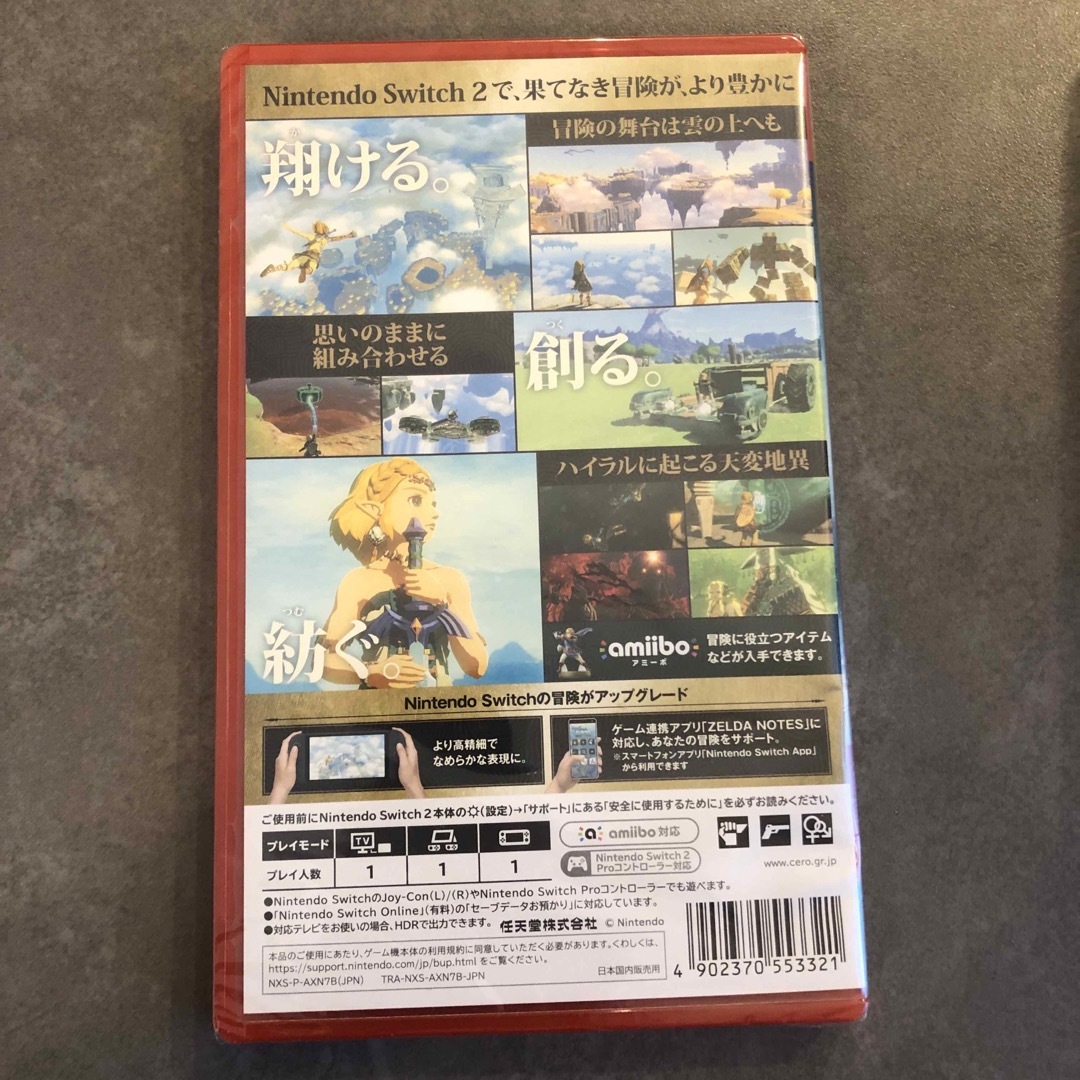 Nintendo Switch 2で、果てなき冒険が、より豊かに
か
翔ける。
冒険の舞台は雲の上へも
思いのままに
組み合わせる
つく
創る。
ハイラルに起こる天変地異
つむ
紡ぐ。
amiibo
アミーボ
冒険に役立つアイテム
などが入手できます。
Nintendo Switchの冒険がアップグレード
より高精細で
なめらかな表現に。
ゲーム連携アプリ「ZELDA NOTES」に
対応し、あなたの冒険をサポート。
※スマートフォンアプリ「Nintendo Switch App」
から利用できます
ご使用前にNintendo Switch 2本体の(設定)→「サポート」にある「安全に使用するために」を必ずお読みください。
プレイモード TV
プレイ人数 1 1 1
amiibo 対応
Nintendo Switch 2
Proコントローラー対応
www.cero.gr.jp
●Nintendo SwitchのJoy-Con(L)/(R)やNintendo Switch Proコントローラーでも遊べます。
●「Nintendo Switch Online」(有料)の「セーブデータお預かり」に対応しています。
●対応テレビをお使いの場合、HDRで出力できます。
任天堂株式会社 © Nintendo
本品のご使用にあたり、ゲーム機本体の利用規約に同意していただく必要があります。くわしくは、
https://support.nintendo.com/jp/bup.html をご覧ください。
NXS-P-AXN7B(JPN) TRA-NXS-AXN7B-JPN
日本国内販売用
4 902370 553321